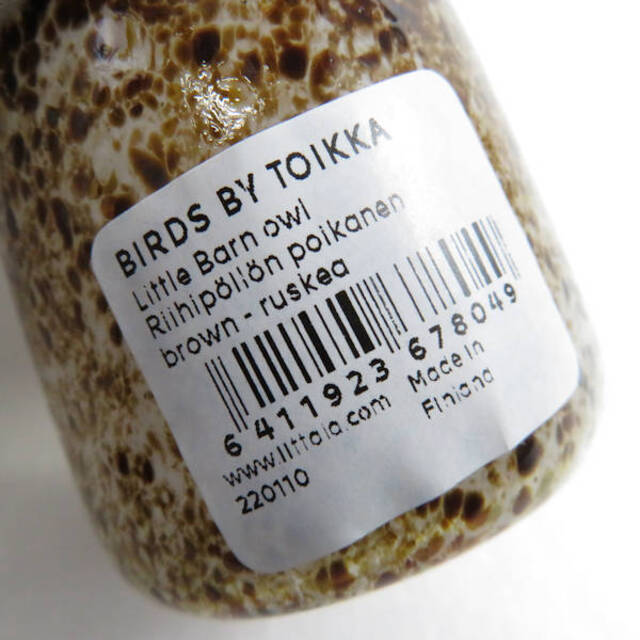 BIRDS BY TOIKKA
Little Barn owl
Riihipöllön poikanen
brown - ruskea
6 411923 678049
www.iittala.com Made in
220110 Finland